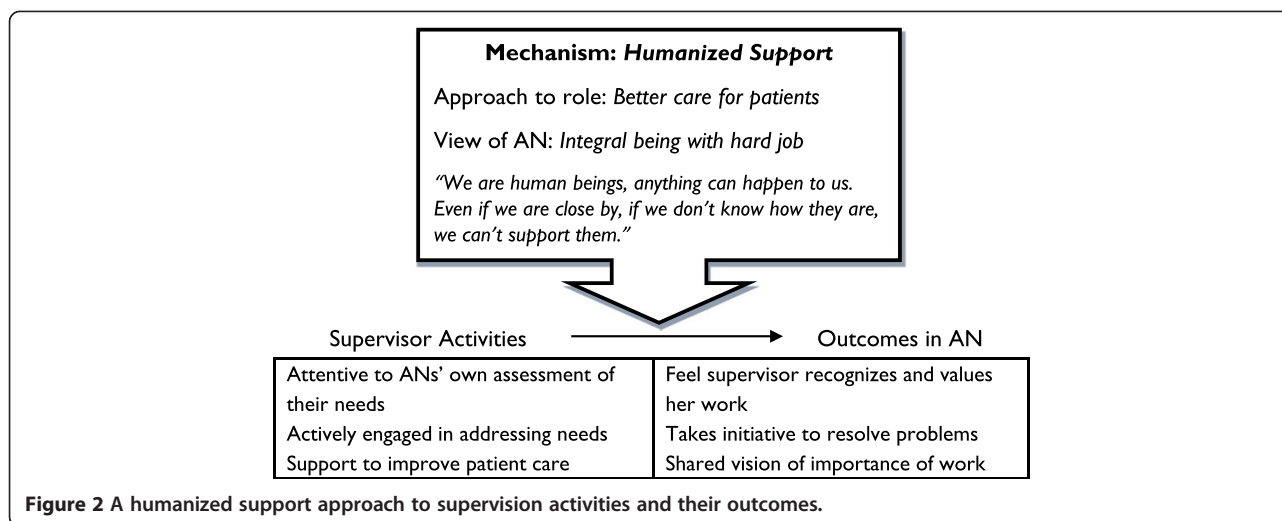 Mechanism: Humanized Support
Approach to role: Better care for patients
View of AN: Integral being with hard job
“We are human beings, anything can happen to us.
Even if we are close by, if we don’t know how they are,
we can’t support them.”
Supervisor Activities
Outcomes in AN
Attentive to ANs’ own assessment of
their needs
Actively engaged in addressing needs
Support to improve patient care
Feel supervisor recognizes and values
her work
Takes initiative to resolve problems
Shared vision of importance of work
Figure 2 A humanized support approach to supervision activities and their outcomes.